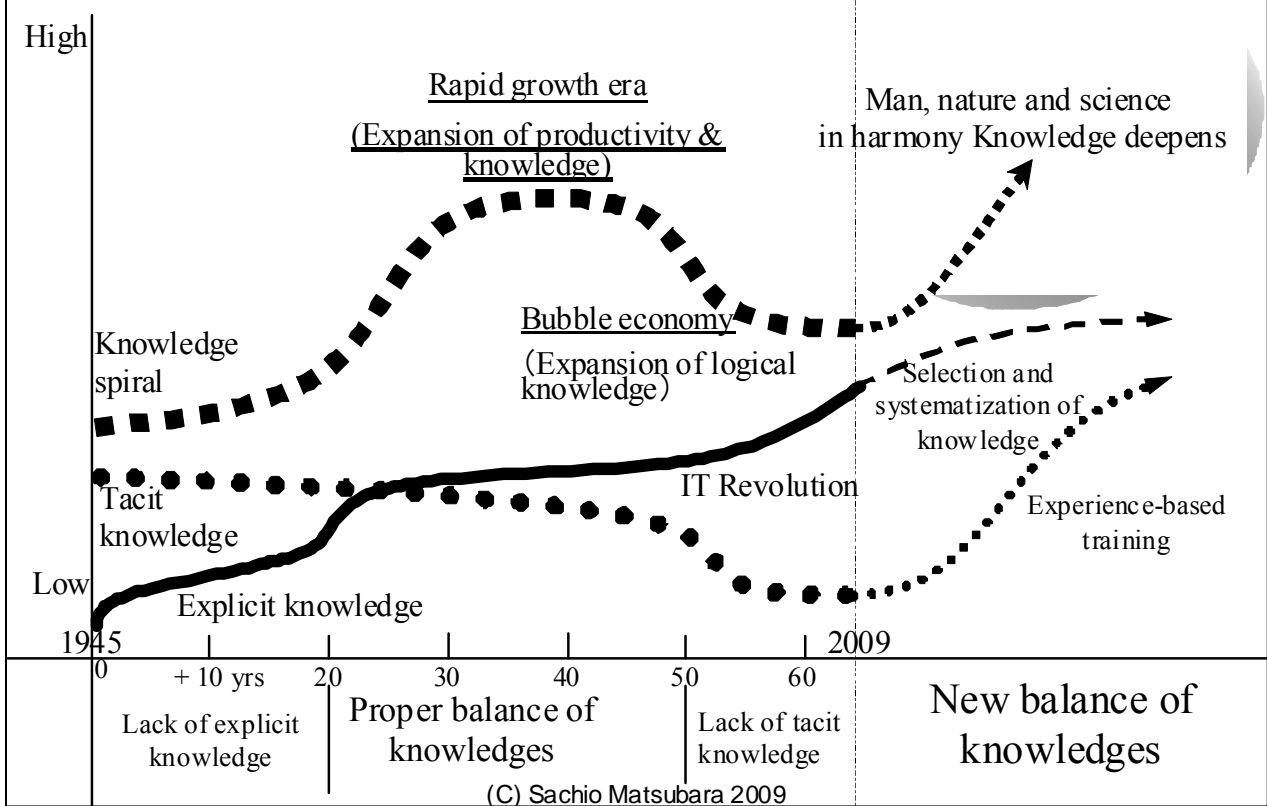 High
Rapid growth era
(Expansion of productivity &
knowledge)
Man, nature and science
in harmony Knowledge deepens
Knowledge
spiral
Bubble economy
（Expansion of logical
knowledge）
Selection and
systematization of
knowledge
Tacit
knowledge
IT Revolution
Experience-based
training
Low
Explicit knowledge
1945
2009
0 + 10 yrs 20 30 40 50 60
Lack of explicit
knowledge
Proper balance of
knowledges
Lack of tacit
knowledge
New balance of
knowledges
(C) Sachio Matsubara 2009